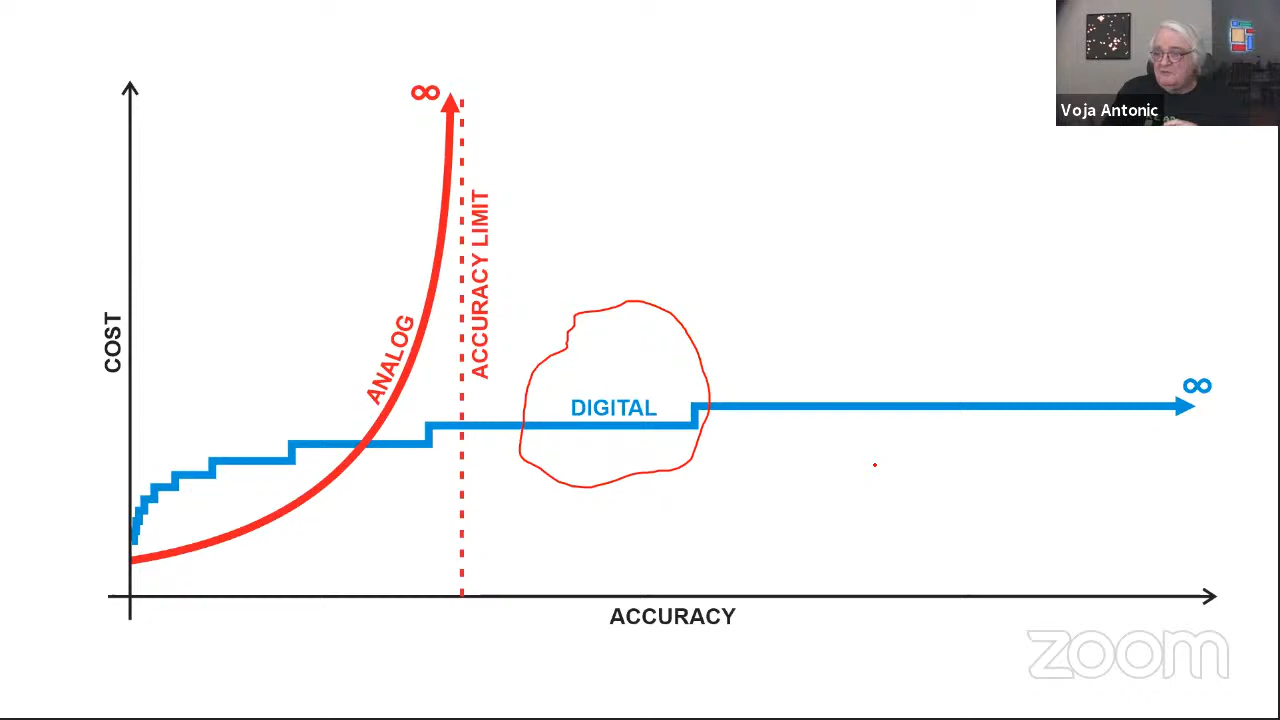 Voja Antonic
∞
ACCURACY LIMIT
COST
ANALOG
∞
DIGITAL
ACCURACY
zoom